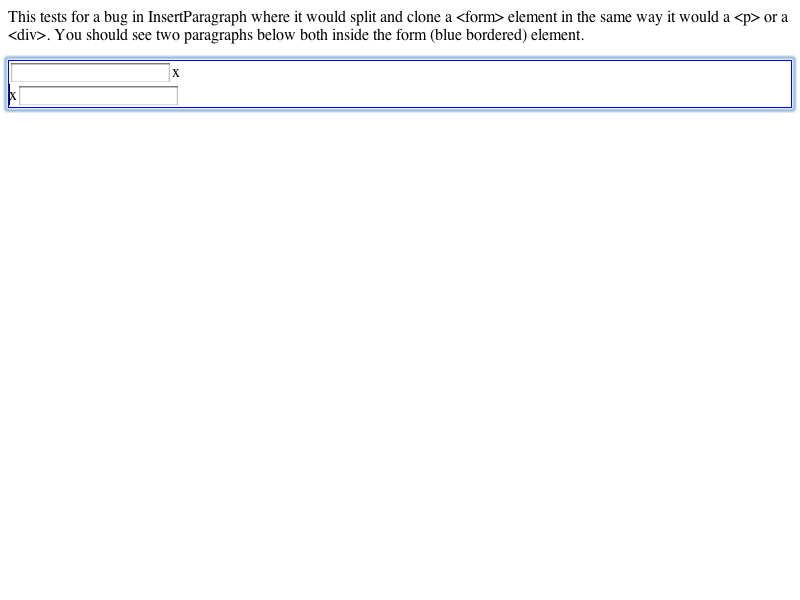 This tests for a bug in InsertParagraph where it would split and clone a <form> element in the same way it would a <p> or a
<div>. You should see two paragraphs below both inside the form (blue bordered) element.
x
x